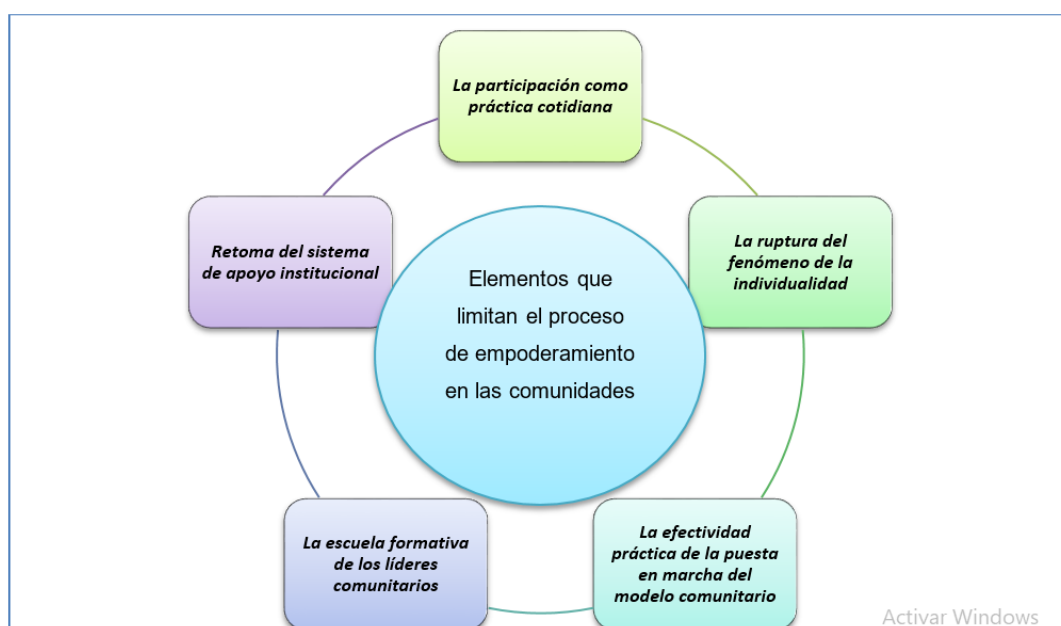 La participación como
práctica cotidiana
Retoma del sistema
de apoyo institucional
La ruptura del
fenómeno de la
individualidad
Elementos que
limitan el proceso
de empoderamiento
en las comunidades
La escuela formativa
de los líderes
comunitarios
La efectividad
práctica de la puesta
en marcha del
modelo comunitario
Activar Windows